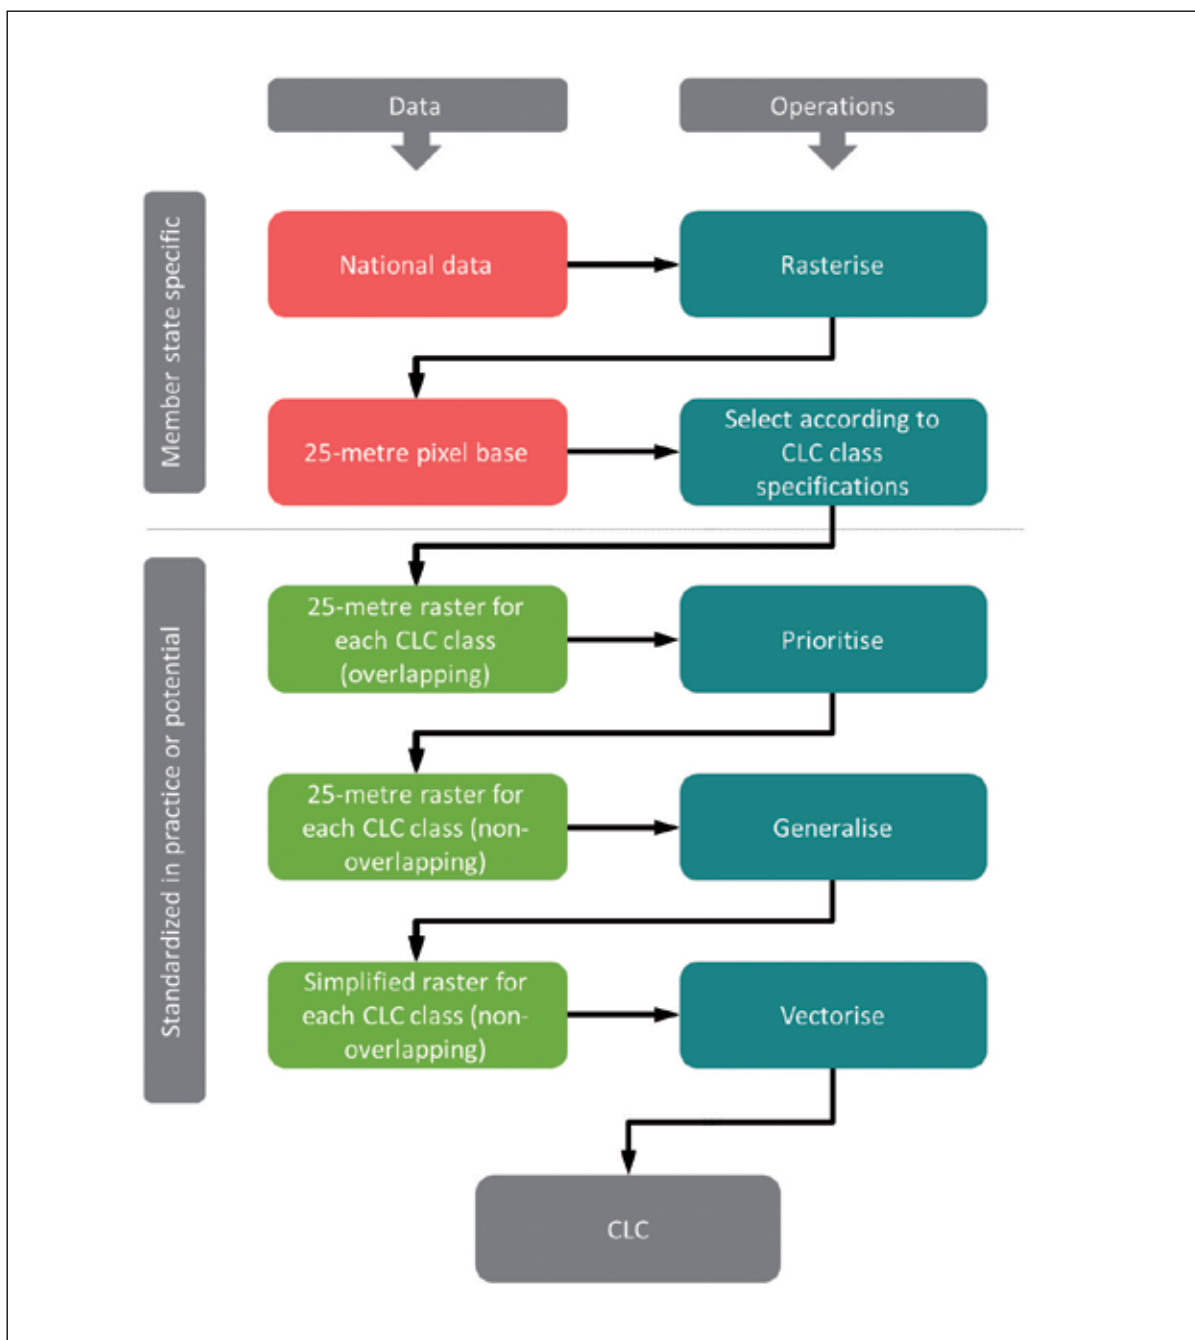 Data
Operations
Member state specific
National data
Rasterise
25-metre pixel base
Select according to
CLC class
specifications
Standardized in practice or potential
25-metre raster for
each CLC class
(overlapping)
Prioritise
25-metre raster for
each CLC class (non-
overlapping)
Generalise
Simplified raster for
each CLC class (non-
overlapping)
Vectorise
CLC